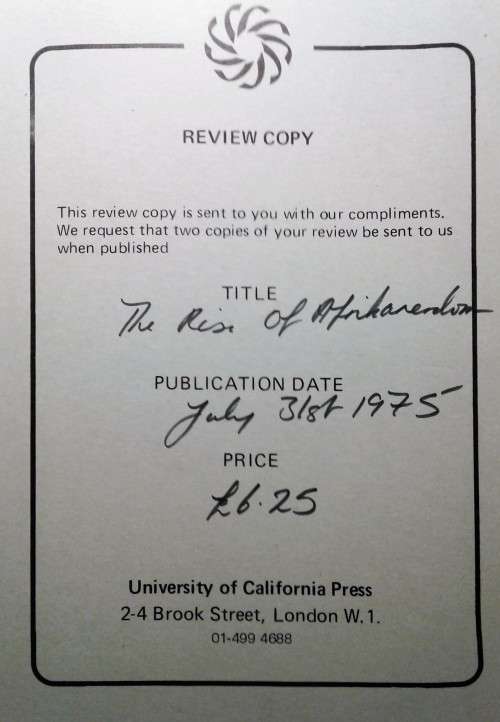 REVIEW COPY
This review copy is sent to you with our compliments.
We request that two copies of your review be sent to us
when published
TITLE
The Rise Of Afrikanerdom
PUBLICATION DATE
July 31st 1975
PRICE
£6.25
University of California Press
2-4 Brook Street, London W.1.
01-499 4688